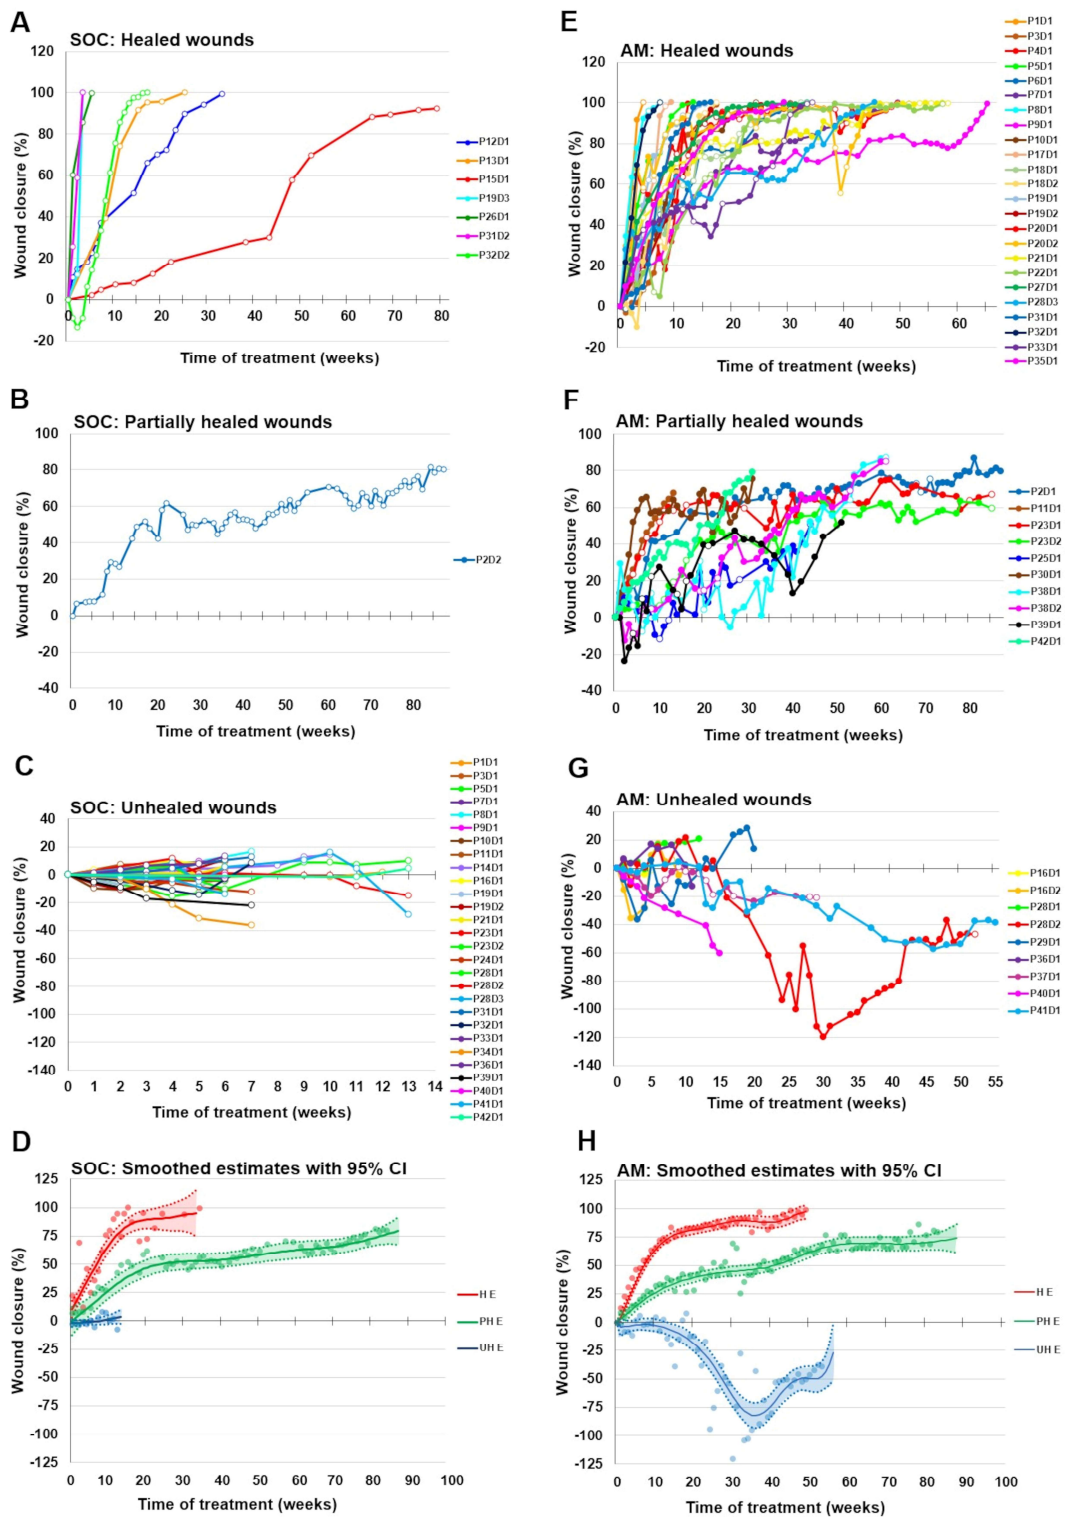 A
SOC: Healed wounds
120
100
80
60
40
20
0
-20
0
10
20
30
40
50
60
70
80
Wound closure (%)
Time of treatment (weeks)
P12D1
P13D1
P15D1
P19D3
P26D1
P31D2
P32D2
E
AM: Healed wounds
120
100
80
60
40
20
0
-20
0
10
20
30
40
50
60
Wound closure (%)
Time of treatment (weeks)
P1D1
P3D1
P4D1
P5D1
P6D1
P7D1
P8D1
P9D1
P10D1
P17D1
P18D1
P18D2
P19D1
P19D2
P20D1
P20D2
P21D1
P22D1
P27D1
P28D3
P31D1
P32D1
P33D1
P35D1
B
SOC: Partially healed wounds
100
80
60
40
20
0
-20
-40
0
10
20
30
40
50
60
70
80
Wound closure (%)
Time of treatment (weeks)
P2D2
F
AM: Partially healed wounds
100
80
60
40
20
0
-20
-40
0
10
20
30
40
50
60
70
80
Wound closure (%)
Time of treatment (weeks)
P2D1
P11D1
P23D1
P23D2
P25D1
P30D1
P38D1
P38D2
P39D1
P42D1
C
SOC: Unhealed wounds
40
20
0
-20
-40
-60
-80
-100
-120
-140
0 1 2 3 4 5 6 7 8 9 10 11 12 13 14
Wound closure (%)
Time of treatment (weeks)
P1D1
P3D1
P5D1
P7D1
P8D1
P9D1
P10D1
P11D1
P14D1
P16D1
P19D1
P19D2
P21D1
P23D1
P23D2
P24D1
P28D1
P28D2
P28D3
P31D1
P32D1
P33D1
P34D1
P36D1
P39D1
P40D1
P41D1
P42D1
G
AM: Unhealed wounds
40
20
0
-20
-40
-60
-80
-100
-120
-140
0 5 10 15 20 25 30 35 40 45 50 55
Wound closure (%)
Time of treatment (weeks)
P16D1
P16D2
P28D1
P28D2
P29D1
P36D1
P37D1
P40D1
P41D1
D
SOC: Smoothed estimates with 95% CI
125
100
75
50
25
0
-25
-50
-75
-100
-125
0 10 20 30 40 50 60 70 80 90 100
Wound closure (%)
Time of treatment (weeks)
H E
PH E
UH E
H
AM: Smoothed estimates with 95% CI
125
100
75
50
25
0
-25
-50
-75
-100
-125
0 10 20 30 40 50 60 70 80 90 100
Wound closure (%)
Time of treatment (weeks)
H E
PH E
UH E